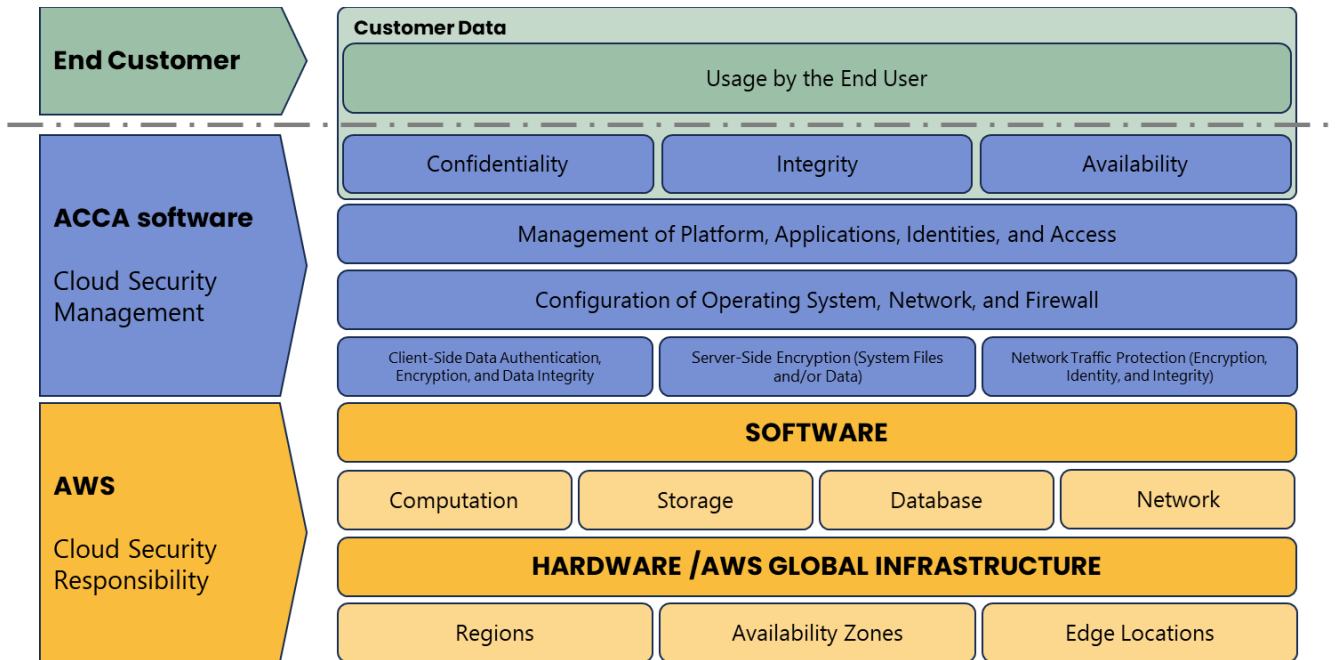 End Customer
Customer Data
Usage by the End User
ACCA software
Cloud Security
Management
Confidentiality
Integrity
Availability
Management of Platform, Applications, Identities, and Access
Configuration of Operating System, Network, and Firewall
Client-Side Data Authentication,
Encryption, and Data Integrity
Server-Side Encryption (System Files
and/or Data)
Network Traffic Protection (Encryption,
Identity, and Integrity)
AWS
Cloud Security
Responsibility
SOFTWARE
Computation
Storage
Database
Network
HARDWARE /AWS GLOBAL INFRASTRUCTURE
Regions
Availability Zones
Edge Locations